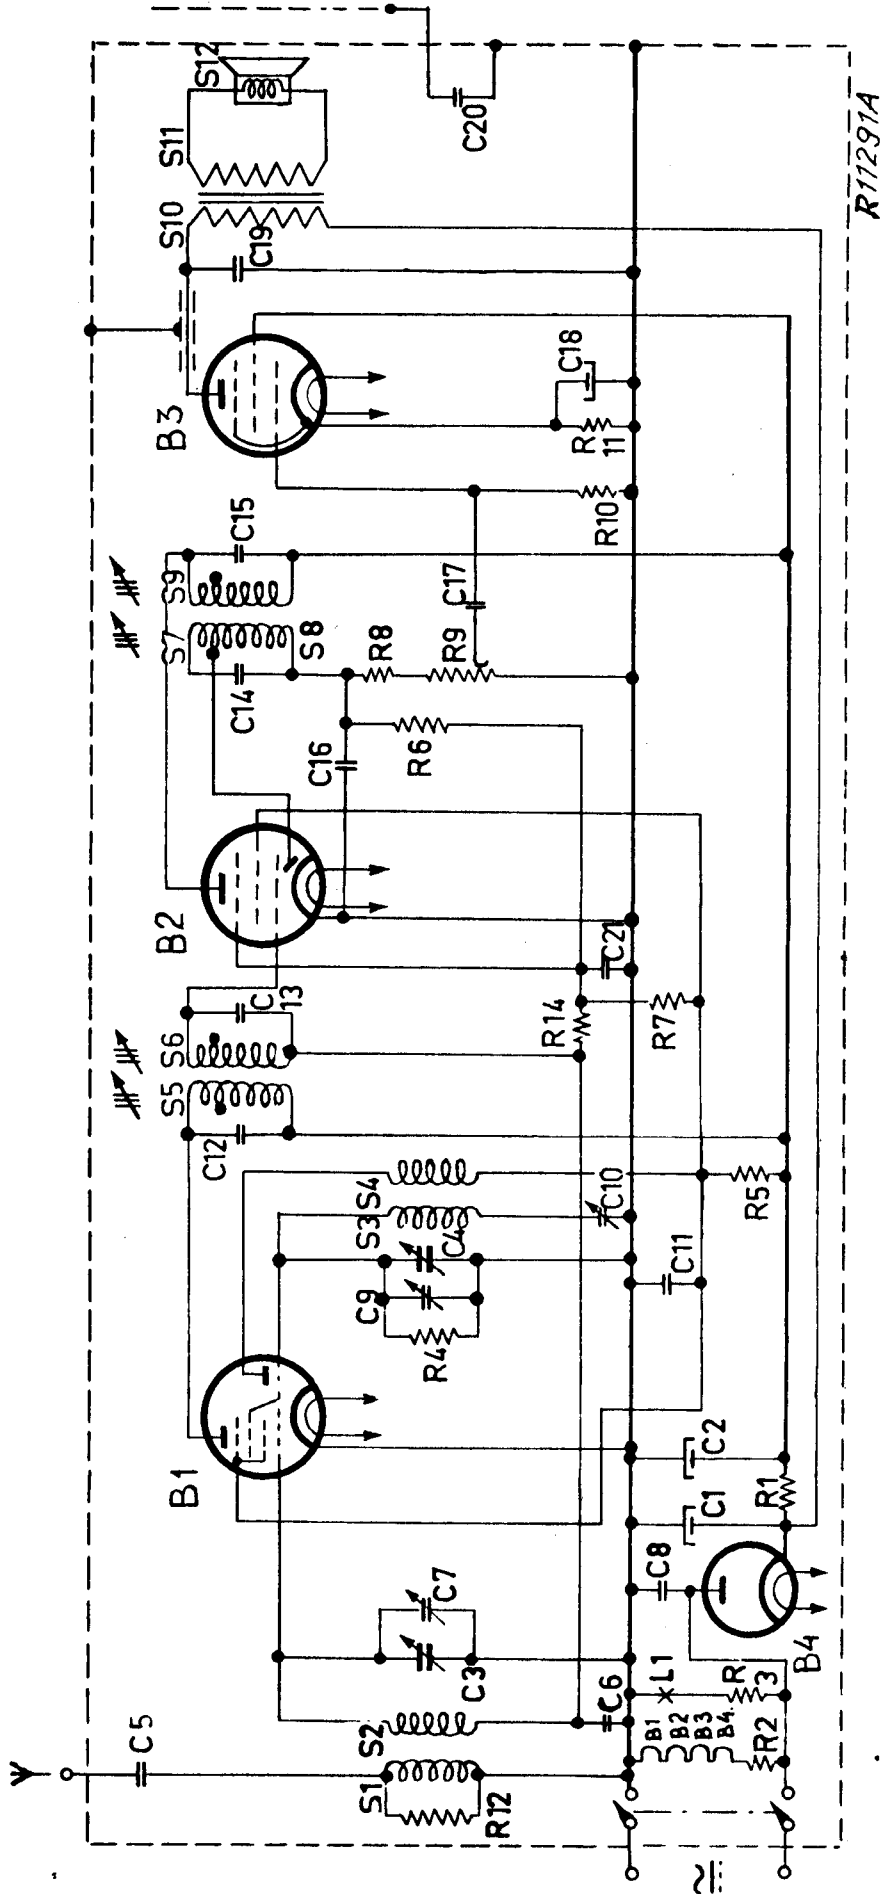 S12
S11
S10
C19
C20
R11291A
B3
C18
R
11
R10
C15
S9
S7
S8
C14
C17
R8
R9
R6
C16
B2
C21
C
13
S6
S5
C12
R14
R7
S4
S3
C4
C9
R4
C10
R5
C11
B1
C2
R1
C1
C8
B4
C7
C3
C6
L1
R
3
B1
B2
B3
B4
R2
S2
S1
R12
C5